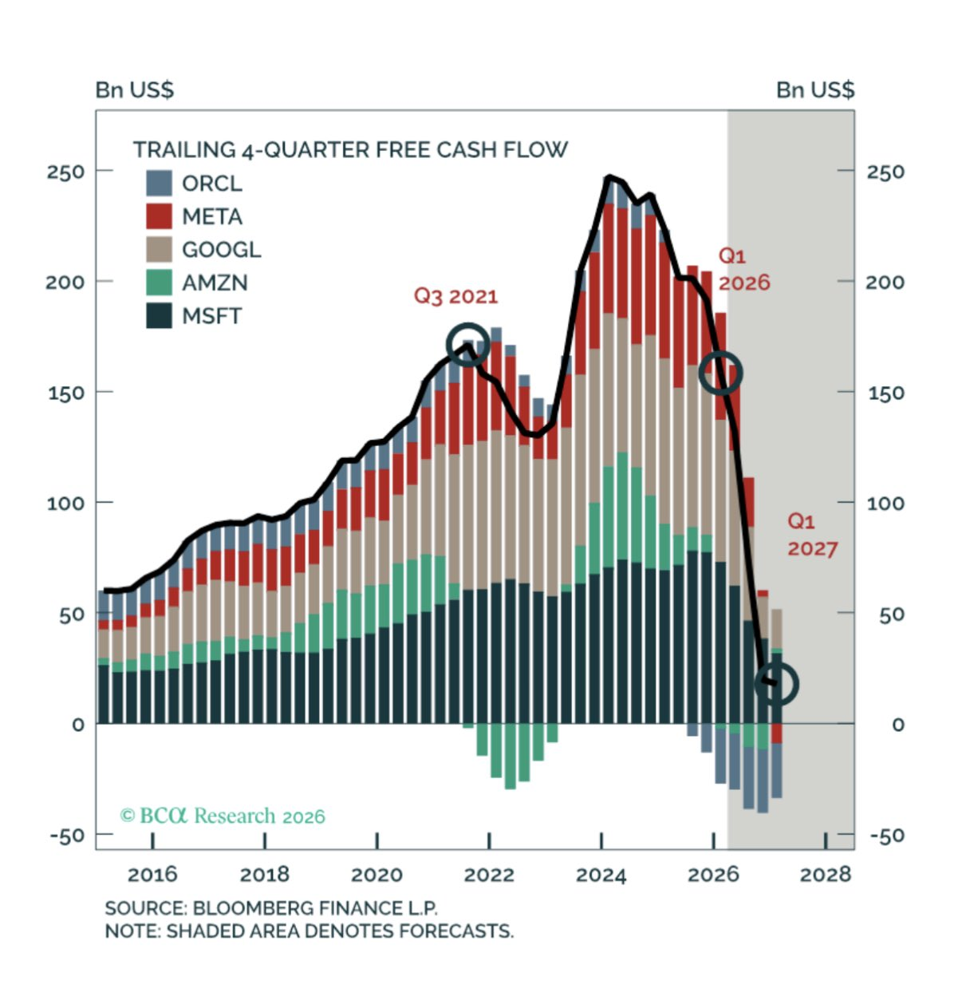 Bn US$ Bn US$
TRAILING 4-QUARTER FREE CASH FLOW
ORCL
META
GOOGL
AMZN
MSFT
250 250
200 200
150 150
100 100
50 50
0 0
-50 -50
Q3 2021
Q1
2026
Q1
2027
© BCα Research 2026
2016 2018 2020 2022 2024 2026 2028
SOURCE: BLOOMBERG FINANCE L.P.
NOTE: SHADED AREA DENOTES FORECASTS.